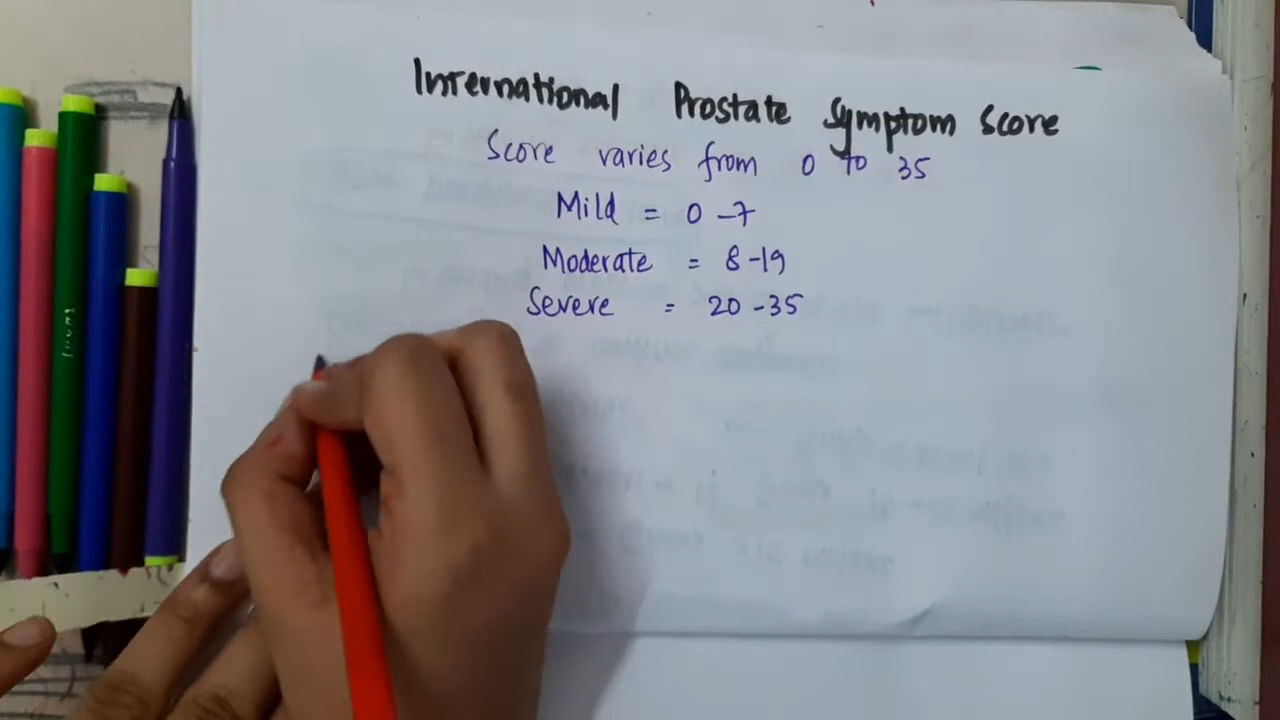 International Prostate Symptom Score
Score varies from 0 to 35
Mild = 0-7
Moderate = 8-19
Severe = 20-35